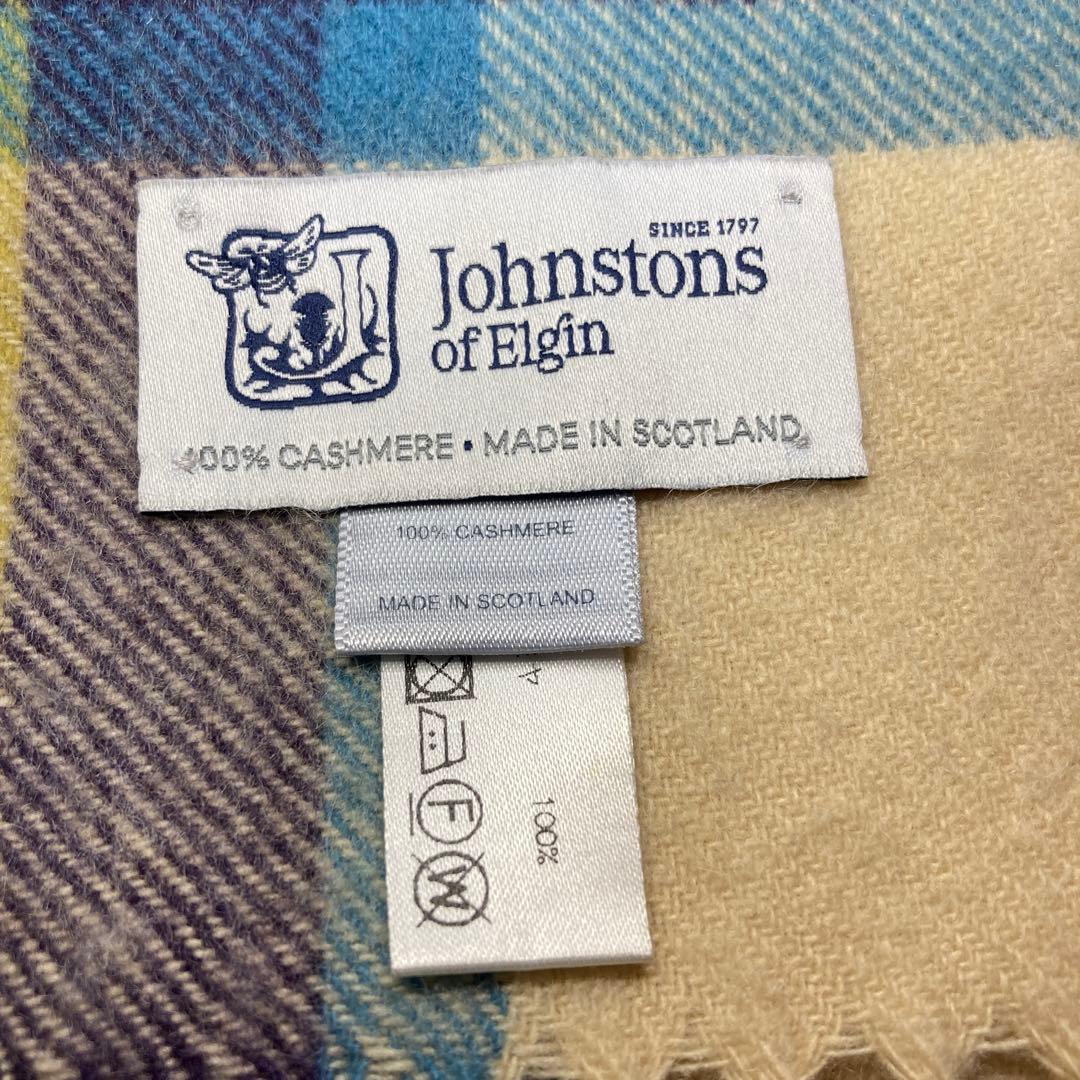 SINCE 1797
Johnstons
of Elgin
100% CASHMERE • MADE IN SCOTLAND
100% CASHMERE
MADE IN SCOTLAND
F
W
100%